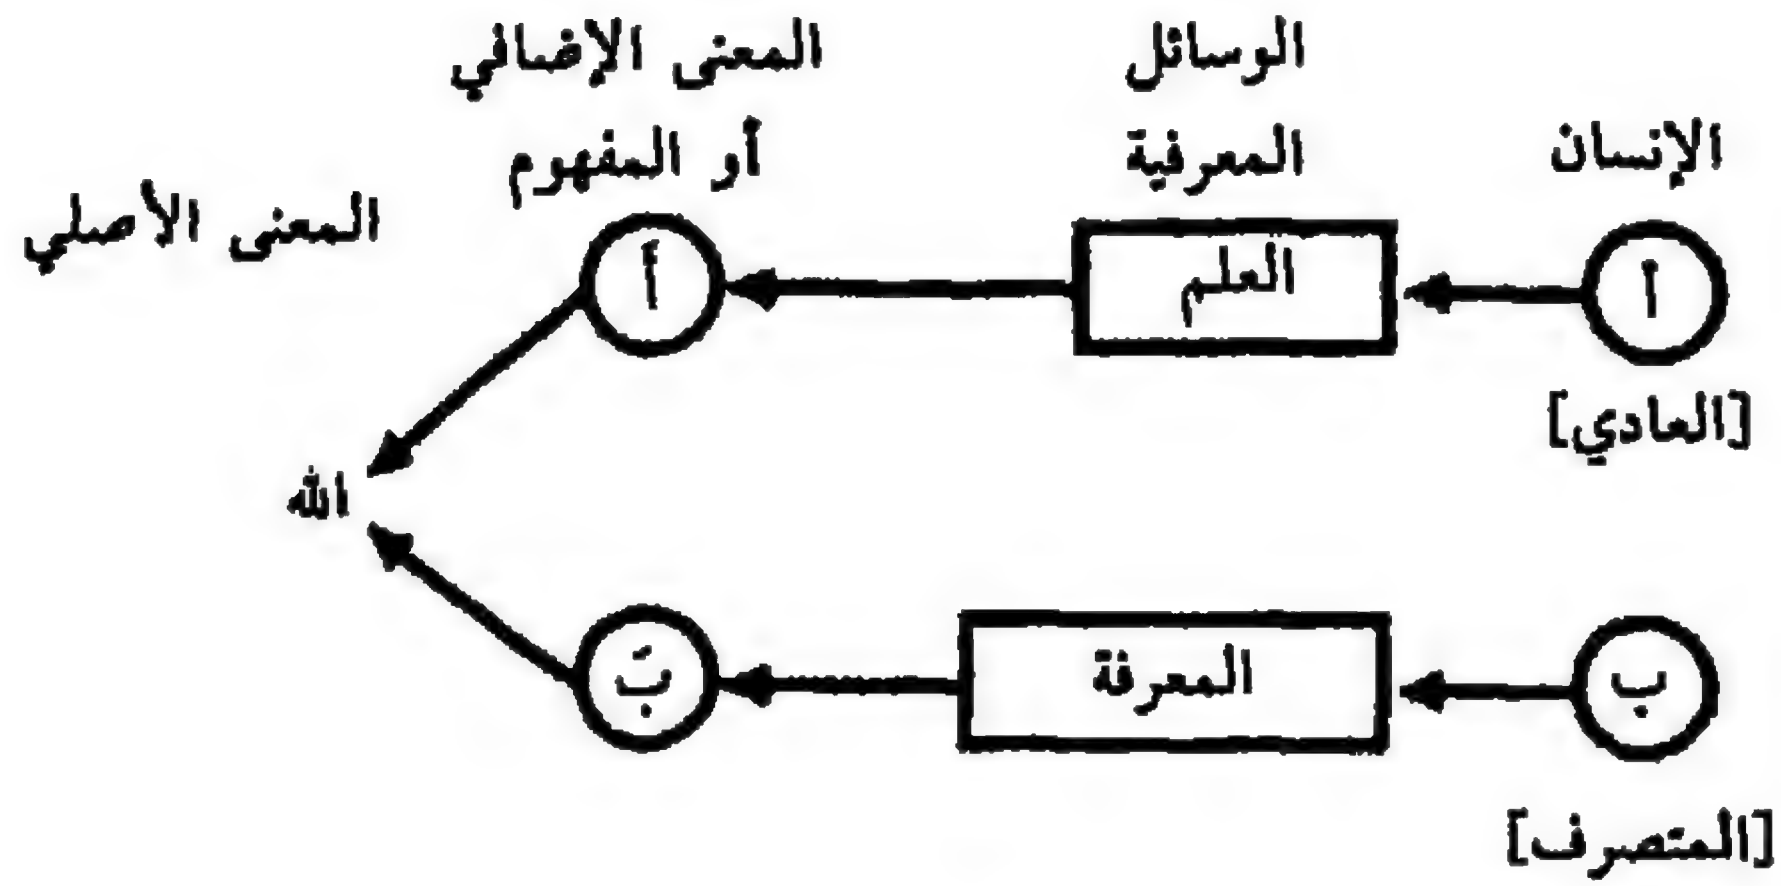 الوسائل
المعنى الإضافي
الإنسان
المعرفية
أو المفهوم
المعنى الأصلي
ا
العلم
أَ
[العادي]
الله
ب
المعرفة
بَ
[المتصرف]